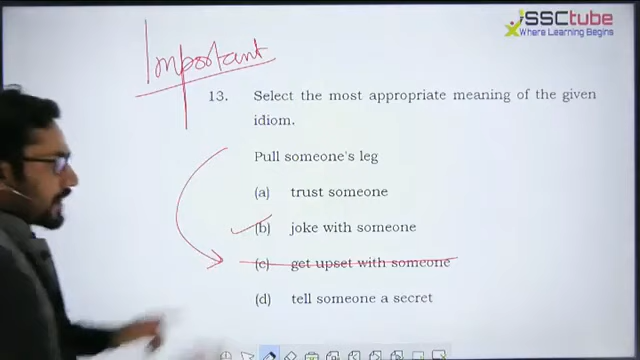 iSSCtube
Where Learning Begins
Important
13. Select the most appropriate meaning of the given
idiom.
Pull someone's leg
(a) trust someone
(b) joke with someone
(c) get upset with someone
(d) tell someone a secret